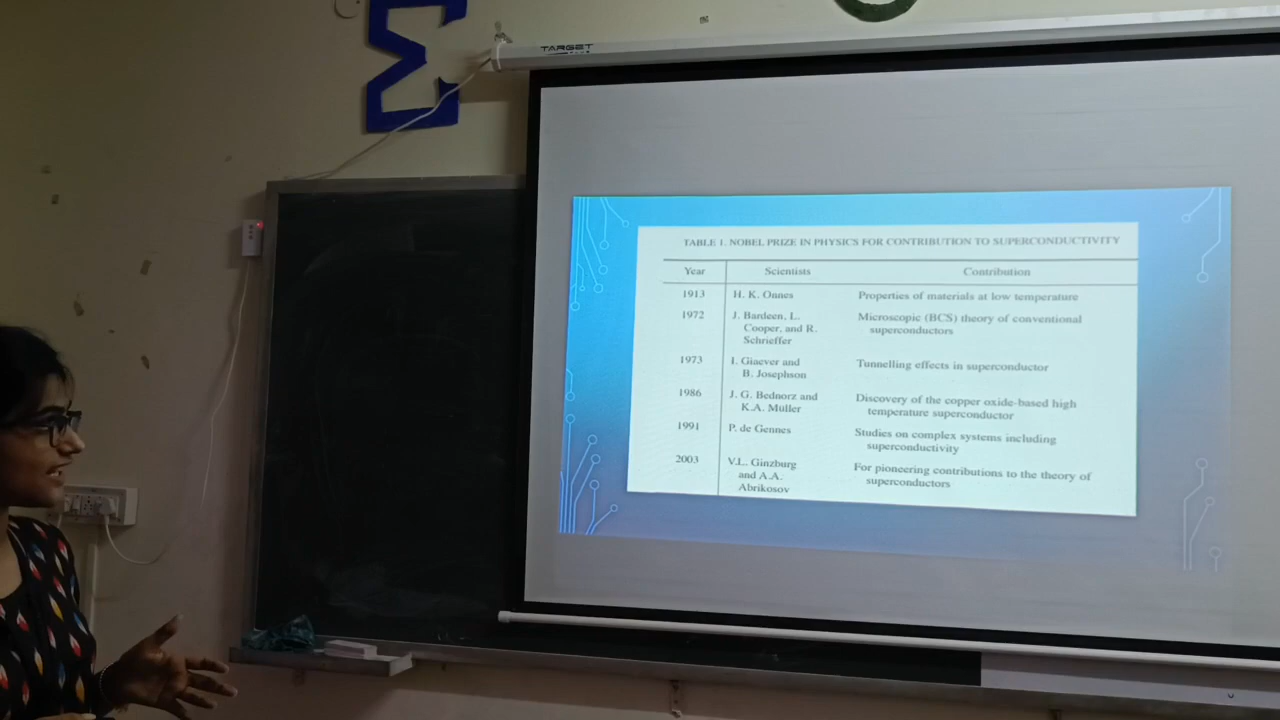 TARGET
TABLE 1. NOBEL PRIZE IN PHYSICS FOR CONTRIBUTION TO SUPERCONDUCTIVITY
Year Scientists Contribution
1913 H. K. Onnes Properties of materials at low temperature
1972 J. Bardeen, L. Microscopic (BCS) theory of conventional
Cooper, and R. superconductors
Schrieffer
1973 I. Giaever and Tunnelling effects in superconductor
B. Josephson
1986 J. G. Bednorz and Discovery of the copper oxide-based high
K.A. Muller temperature superconductor
1991 P. de Gennes Studies on complex systems including
superconductivity
2003 V.L. Ginzburg For pioneering contributions to the theory of
and A.A. superconductors
Abrikosov